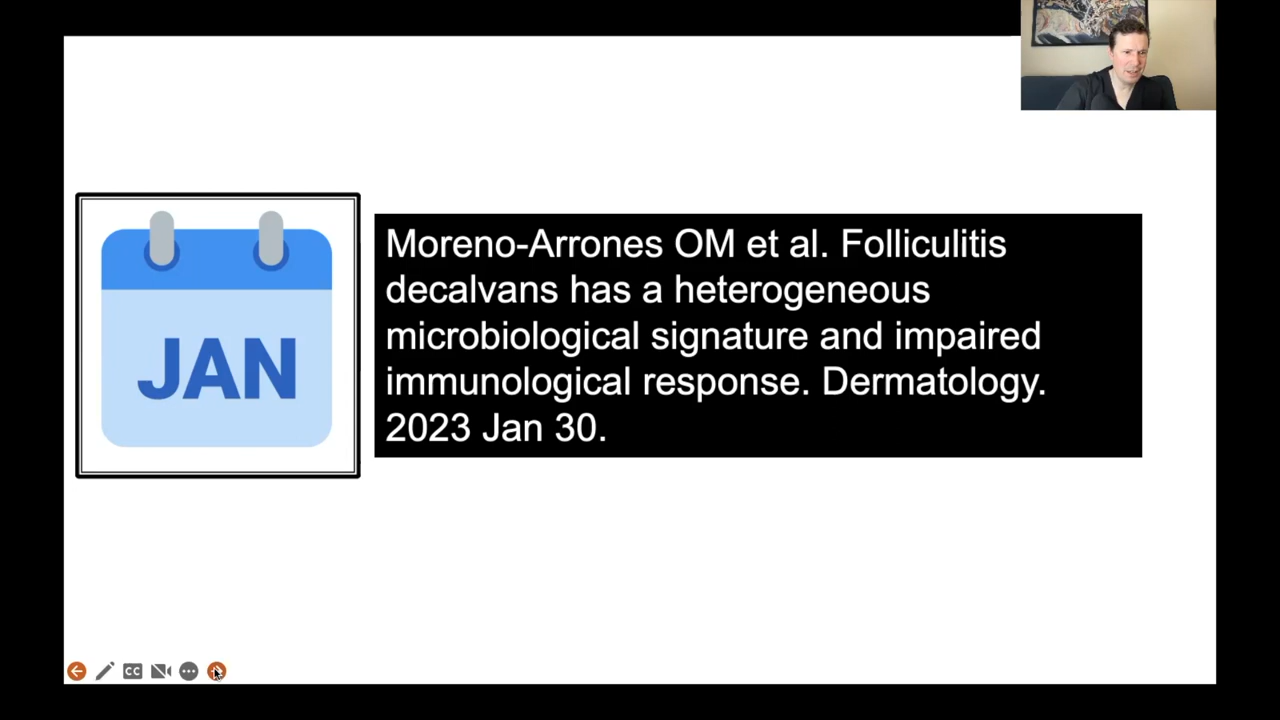 JAN
Moreno-Arrones OM et al. Folliculitis
decalvans has a heterogeneous
microbiological signature and impaired
immunological response. Dermatology.
2023 Jan 30.
CC